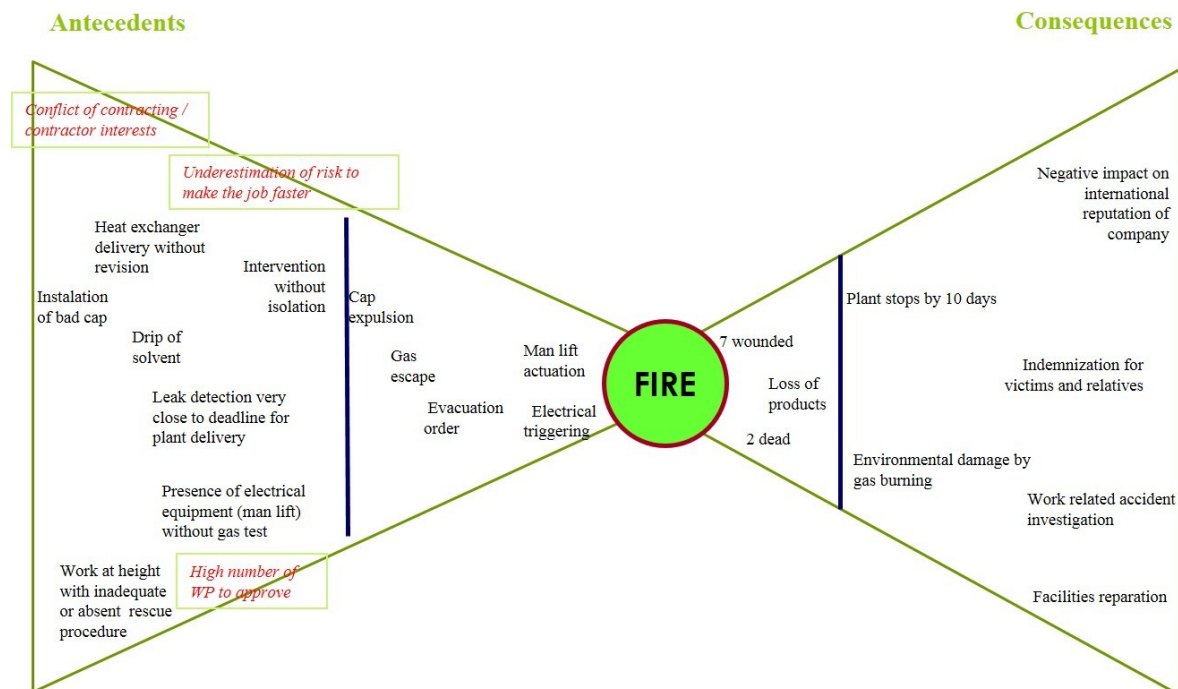 Antecedents
Consequences
Conflict of contracting /
contractor interests
Underestimation of risk to
make the job faster
Heat exchanger
delivery without
revision
Intervention
without
isolation
Instalation
of bad cap
Drip of
solvent
Leak detection very
close to deadline for
plant delivery
Presence of electrical
equipment (man lift)
without gas test
Work at height
with inadequate
or absent rescue
procedure
High number of
WP to approve
Cap
expulsion
Gas
escape
Evacuation
order
Man lift
actuation
Electrical
triggering
FIRE
7 wounded
Loss of
products
2 dead
Plant stops by 10 days
Environmental damage by
gas burning
Negative impact on
international
reputation of
company
Indemnization for
victims and relatives
Work related accident
investigation
Facilities reparation